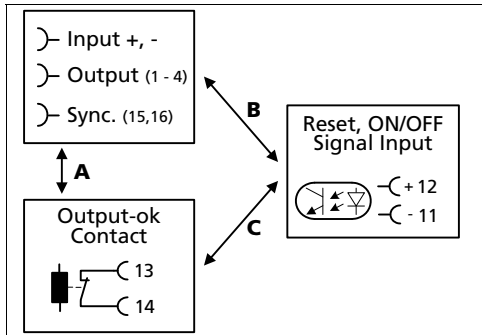 Input +, -
Output (1 - 4)
Sync. (15,16)
B
A
Reset, ON/OFF
Signal Input
+ 12
- 11
C
Output-ok
Contact
13
14